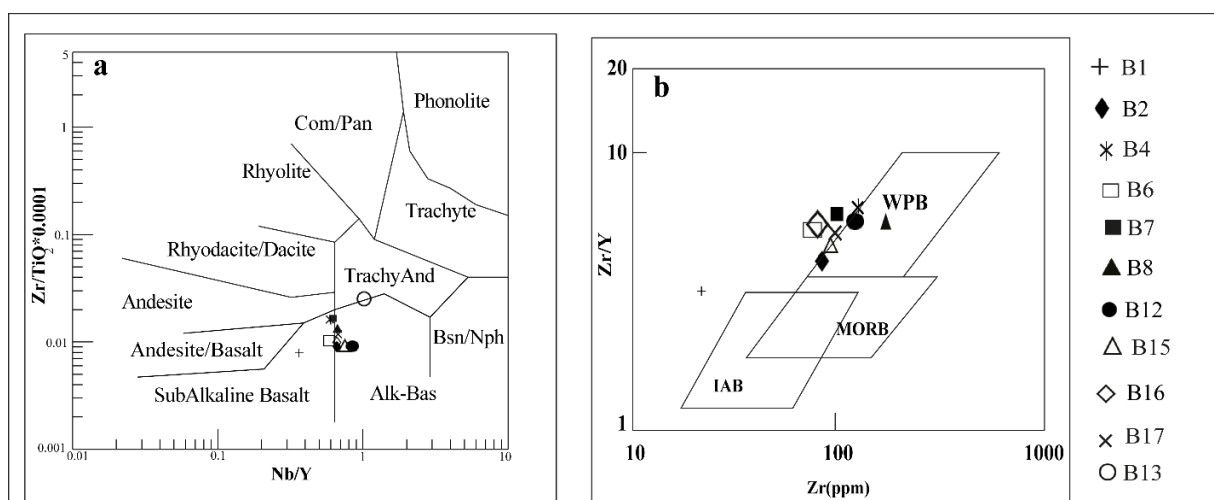 a
5
1
0.1
0.01
0.001
0.01
0.1
1
10
Zr/TiO2*0.0001
Nb/Y
Phonolite
Com/Pan
Rhyolite
Trachyte
Rhyodacite/Dacite
TrachyAnd
Andesite
Andesite/Basalt
Bsn/Nph
SubAlkaline Basalt
Alk-Bas
b
20
10
1
10
100
1000
Zr/Y
Zr(ppm)
WPB
MORB
IAB
B1
B2
B4
B6
B7
B8
B12
B15
B16
B17
B13